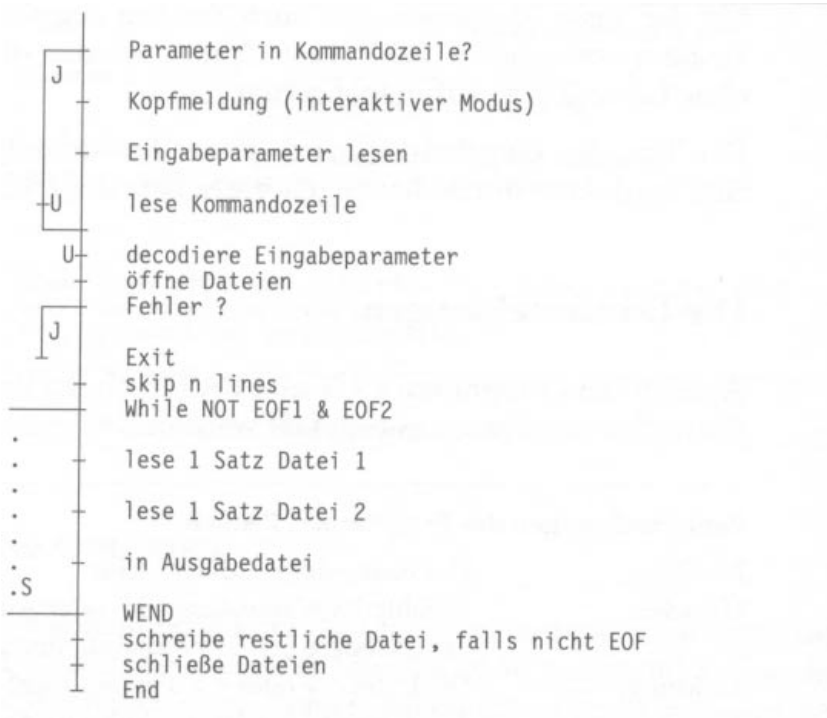 Parameter in Kommandozeile?
J
Kopfmeldung (interaktiver Modus)
Eingabeparameter lesen
U lese Kommandozeile
U decodiere Eingabeparameter
öffne Dateien
Fehler ?
J
Exit
skip n lines
While NOT EOF1 & EOF2
lese 1 Satz Datei 1
lese 1 Satz Datei 2
in Ausgabedatei
.S
WEND
schreibe restliche Datei, falls nicht EOF
schließe Dateien
End